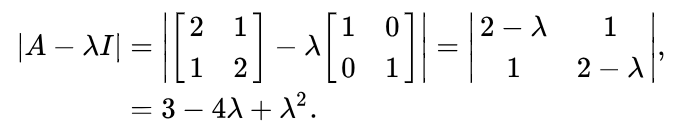 |A − λI| = |[2 1; 1 2] − λ[1 0; 0 1]| = |2 − λ 1; 1 2 − λ|,
= 3 − 4λ + λ².